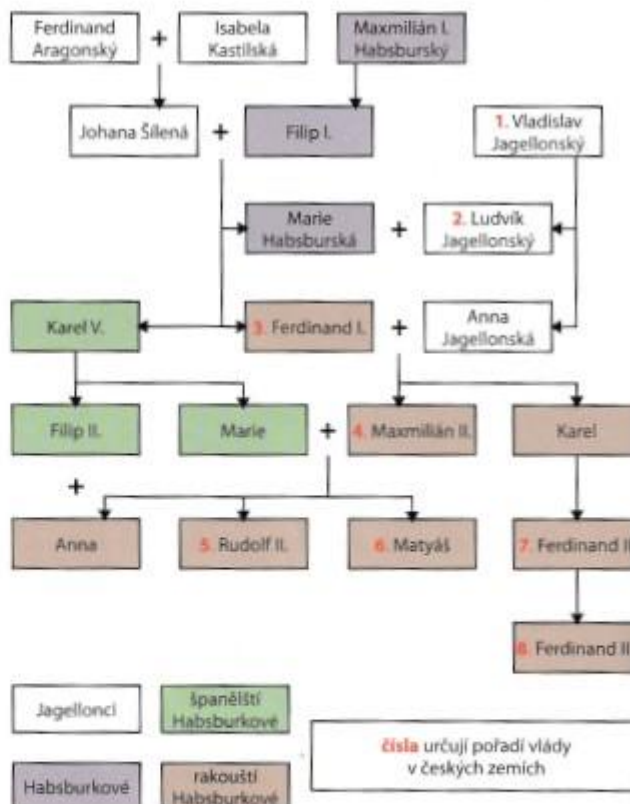 Ferdinand
Aragonský
+
Isabela
Kastilská
Maxmilián I.
Habsburský
Johana Šílená
+
Filip I.
1. Vladislav
Jagellonský
Marie
Habsburská
+
2. Ludvík
Jagellonský
Karel V.
3. Ferdinand I.
+
Anna
Jagellonská
Filip II.
Marie
+
4. Maxmilián II.
Karel
+
Anna
5. Rudolf II.
6. Matyáš
7. Ferdinand II
8. Ferdinand II
Jagellonci
španělští
Habsburkové
Habsburkové
rakouští
Habsburkové
čísla určují pořadí vlády
v českých zemích